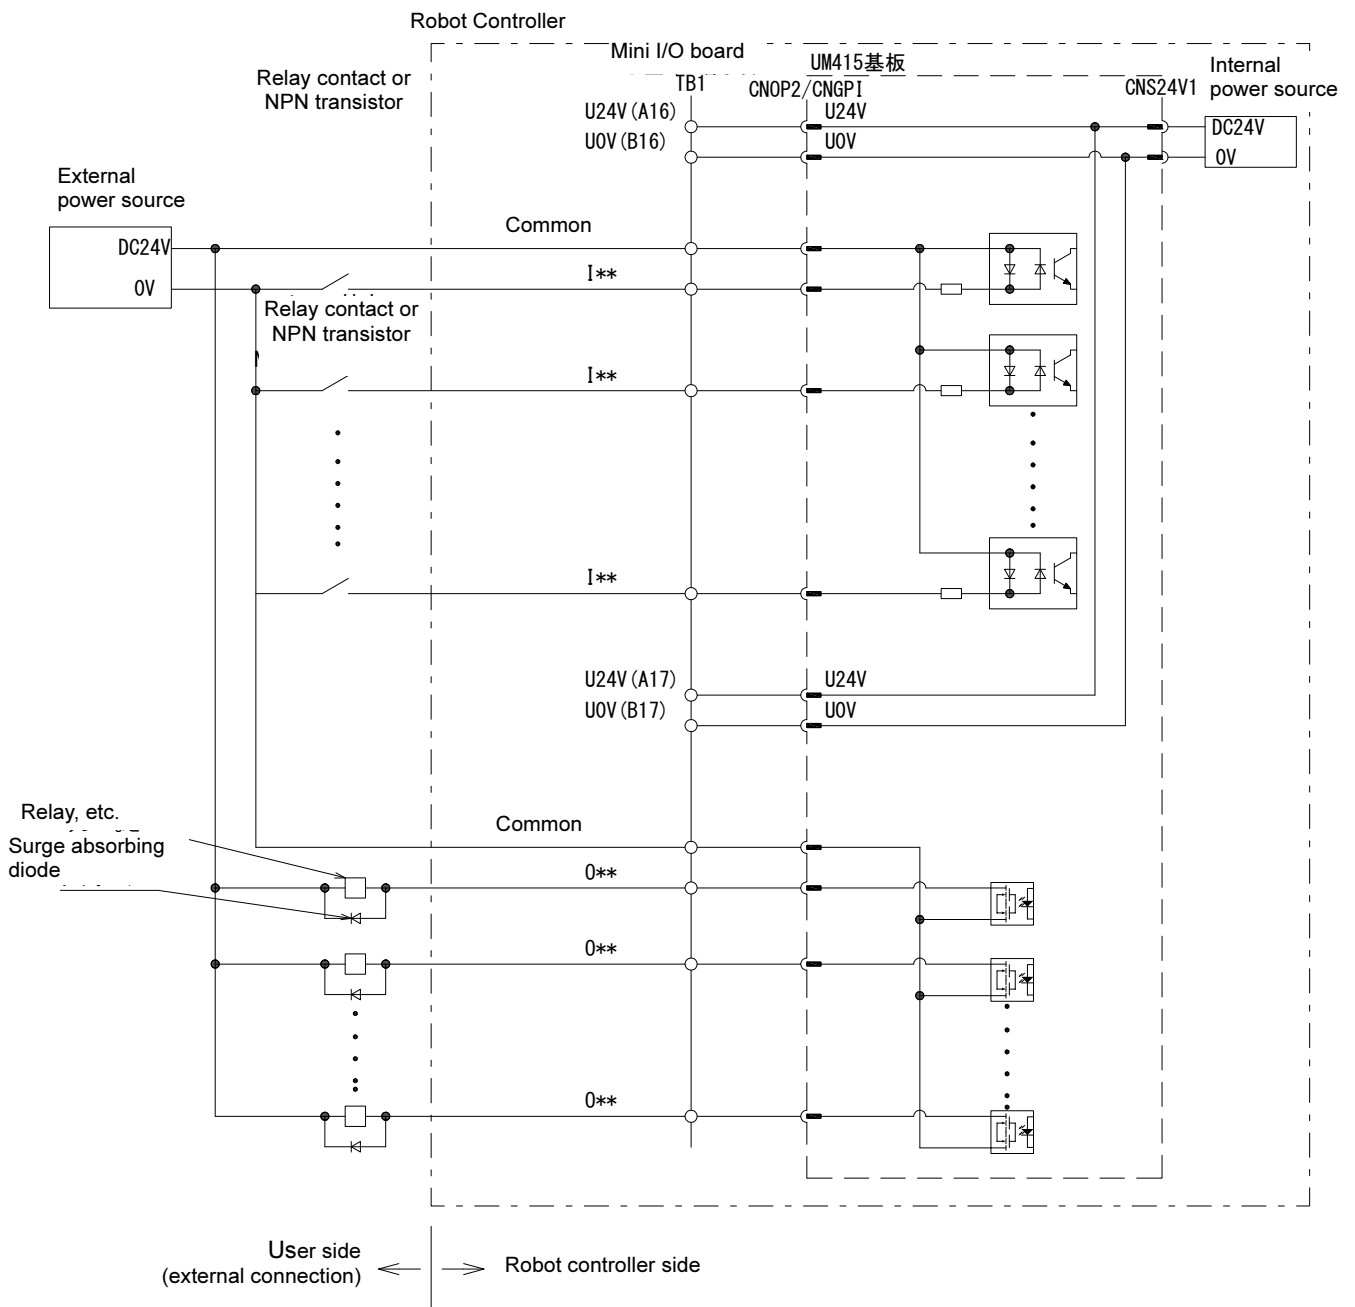 Robot Controller
Mini I/O board
UM415基板
Internal
power source
Relay contact or
NPN transistor
TB1
CNOP2/CNGPI
CNS24V1
U24V(A16)
U24V
DC24V
U0V(B16)
U0V
0V
External
power source
Common
DC24V
I**
0V
Relay contact or
NPN transistor
I**
I**
U24V(A17)
U24V
U0V(B17)
U0V
Relay, etc.
Common
Surge absorbing
diode
O**
O**
O**
User side
(external connection)
Robot controller side